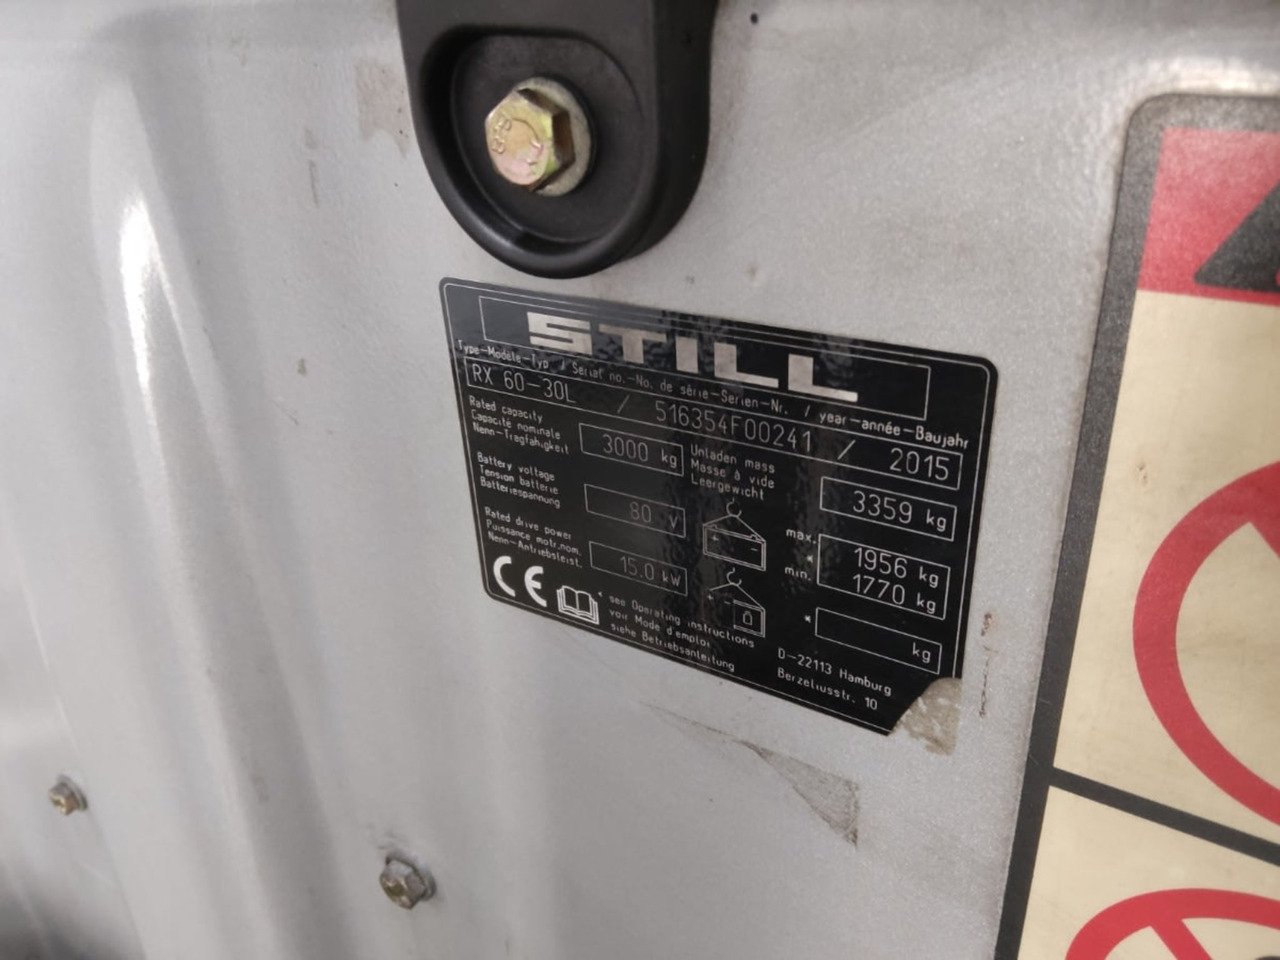 STILL
Type-Modèle-Typ / Serial no.-No. de série-Serien-Nr. / year-année-Baujahr
RX 60-30L / 516354F00241 / 2015
Rated capacity
Capacité nominale
Nenn-Tragfähigkeit
3000 kg
Unladen mass
Masse à vide
Leergewicht
3359 kg
Battery voltage
Tension batterie
Batteriespannung
80 V
max.
1956 kg
*
min.
1770 kg
Rated drive power
Puissance motr.nom.
Nenn-Antriebsleist.
15.0 kW
*
kg
CE
* see Operating instructions
voir Mode d'emploi
siehe Betriebsanleitung
D-22113 Hamburg
Berzeliusstr. 10